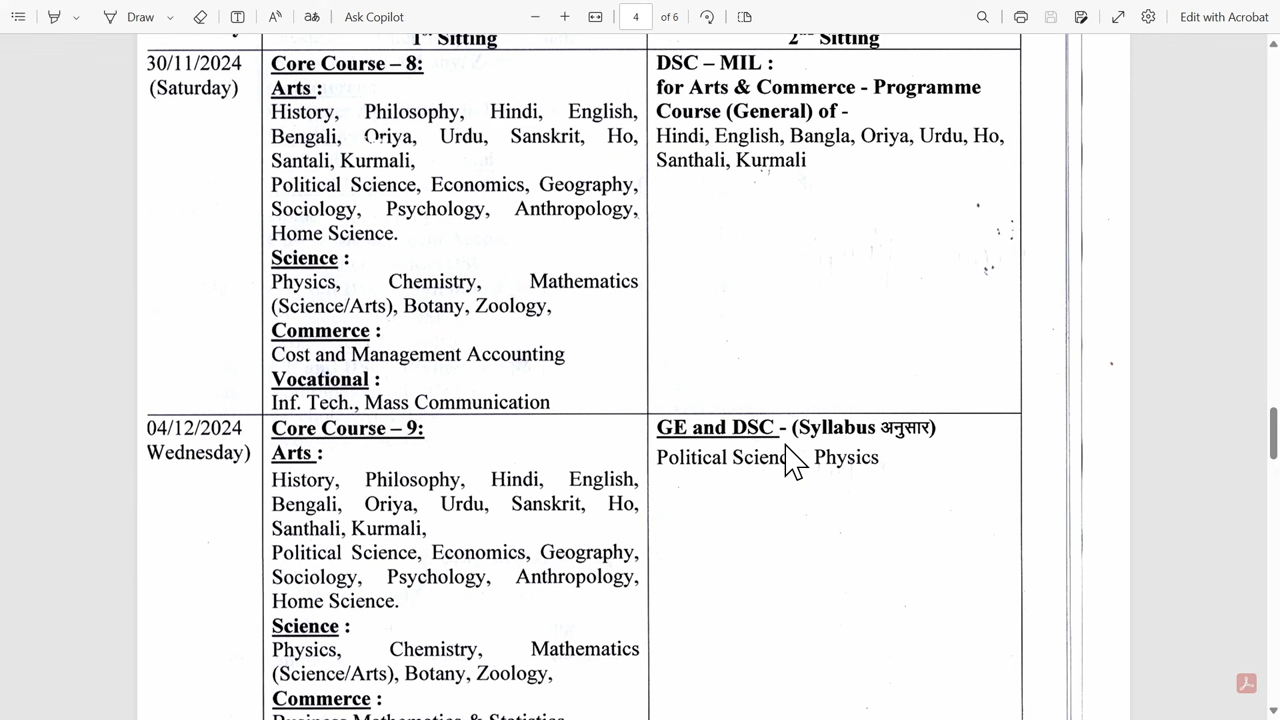 Draw
Ask Copilot
4 of 6
Edit with Acrobat
1st Sitting
2nd Sitting
30/11/2024
(Saturday)
Core Course – 8:
Arts :
History, Philosophy, Hindi, English,
Bengali, Oriya, Urdu, Sanskrit, Ho,
Santali, Kurmali,
Political Science, Economics, Geography,
Sociology, Psychology, Anthropology,
Home Science.
Science :
Physics, Chemistry, Mathematics
(Science/Arts), Botany, Zoology,
Commerce :
Cost and Management Accounting
Vocational :
Inf. Tech., Mass Communication
DSC – MIL :
for Arts & Commerce - Programme
Course (General) of -
Hindi, English, Bangla, Oriya, Urdu, Ho,
Santhali, Kurmali
04/12/2024
Wednesday)
Core Course – 9:
Arts :
History, Philosophy, Hindi, English,
Bengali, Oriya, Urdu, Sanskrit, Ho,
Santhali, Kurmali,
Political Science, Economics, Geography,
Sociology, Psychology, Anthropology,
Home Science.
Science :
Physics, Chemistry, Mathematics
(Science/Arts), Botany, Zoology,
Commerce :
Business Mathematics & Statistics
GE and DSC - (Syllabus अनुसार)
Political Science, Physics